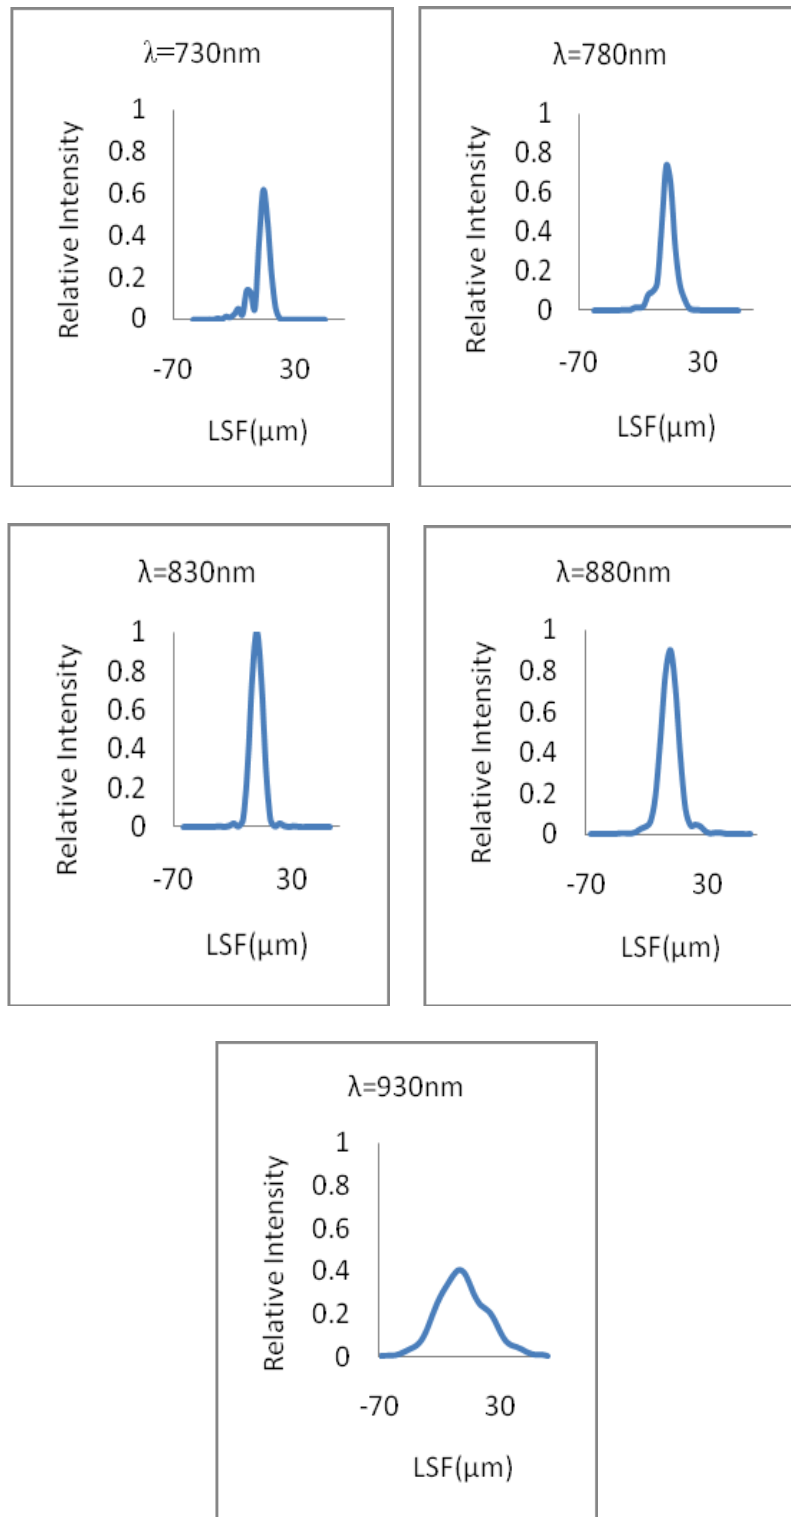 λ=730nm
Relative Intensity
1
0.8
0.6
0.4
0.2
0
-70
30
LSF(μm)
λ=780nm
Relative Intensity
1
0.8
0.6
0.4
0.2
0
-70
30
LSF(μm)
λ=830nm
Relative Intensity
1
0.8
0.6
0.4
0.2
0
-70
30
LSF(μm)
λ=880nm
Relative Intensity
1
0.8
0.6
0.4
0.2
0
-70
30
LSF(μm)
λ=930nm
Relative Intensity
1
0.8
0.6
0.4
0.2
0
-70
30
LSF(μm)